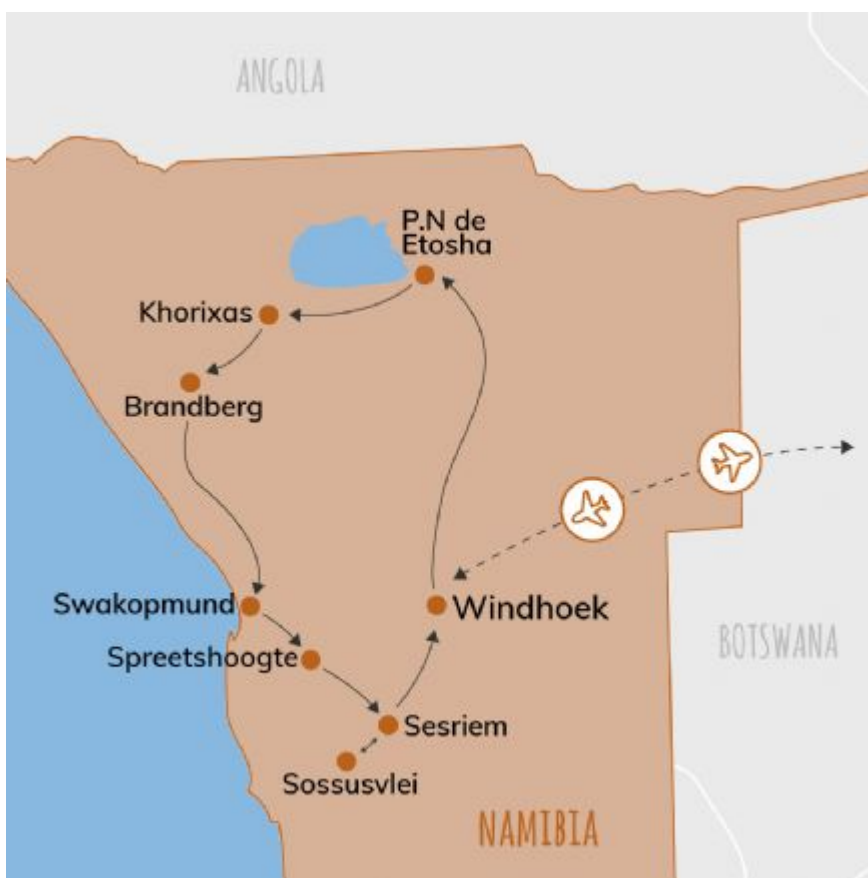 ANGOLA
P.N de
Etosha
Khorixas
Brandberg
Swakopmund
Windhoek
Spreetshoogte
BOTSWANA
Sesriem
Sossusvlei
NAMIBIA